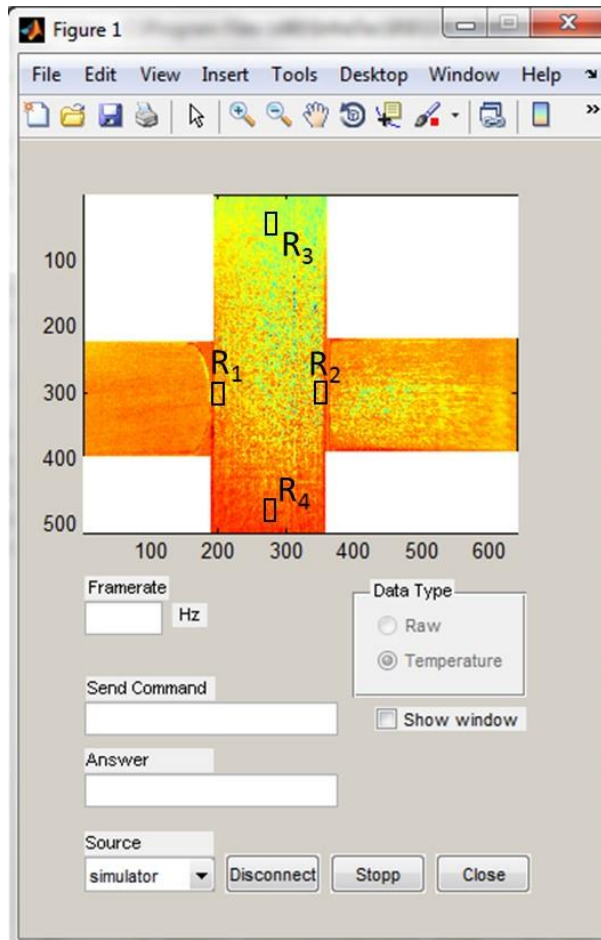 Figure 1
File Edit View Insert Tools Desktop Window Help
100
200
300
400
500
R3
R1 R2
R4
100 200 300 400 500 600
Framerate
Hz
Data Type
Raw
Temperature
Send Command
Show window
Answer
Source
simulator Disconnect Stopp Close